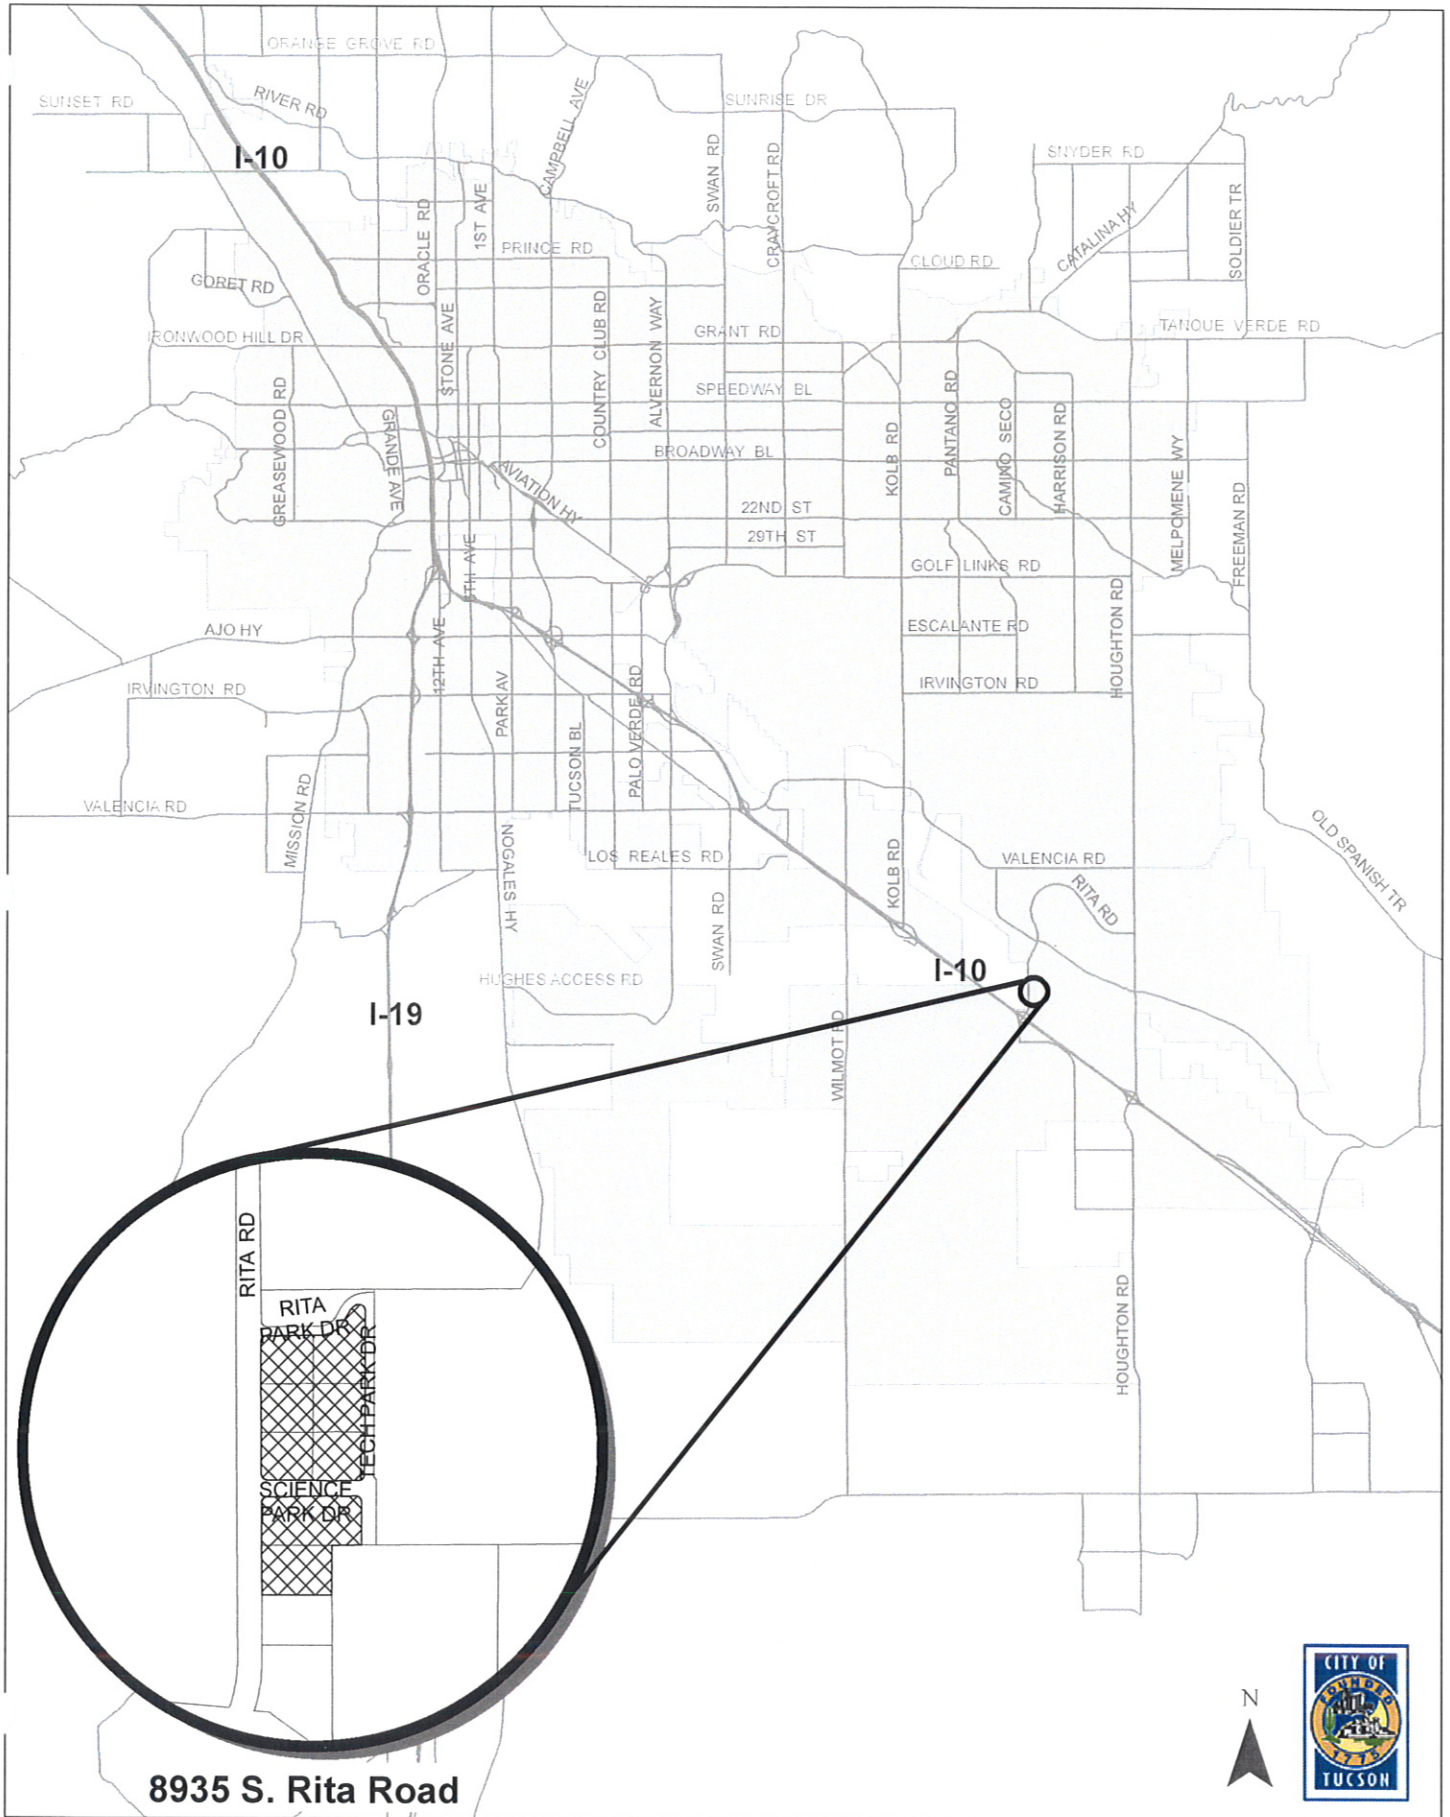 ORANGE GROVE RD
SUNSET RD
RIVER RD
CAMPBELL AVE
SUNRISE DR
I-10
SWAN RD
CRAYCROFT RD
SNYDER RD
CATALINA HY
SOLDIER TR
ORACLE RD
1ST AVE
PRINCE RD
CLOUD RD
GORET RD
IRONWOOD HILL DR
STONE AVE
COUNTRY CLUB RD
ALVERNON WAY
GRANT RD
TANQUE VERDE RD
SPEEDWAY BL
GREASEWOOD RD
GRANDE AVE
BROADWAY BL
KOLB RD
PANTANO RD
CAMINO SECO
HARRISON RD
MELPOMENE WY
FREEMAN RD
AVIATION HY
22ND ST
29TH ST
GOLF LINKS RD
6TH AVE
HOUGHTON RD
AJO HY
12TH AVE
ESCALANTE RD
IRVINGTON RD
PARK AV
TUCSON BL
PALO VERDE RD
IRVINGTON RD
MISSION RD
VALENCIA RD
NOGALES HY
LOS REALES RD
SWAN RD
KOLB RD
VALENCIA RD
RITA RD
OLD SPANISH TR
HUGHES ACCESS RD
I-10
I-19
WILMOT RD
HOUGHTON RD
RITA RD
RITA
PARK DR
TECH PARK DR
SCIENCE
PARK DR
8935 S. Rita Road
N
CITY OF
FOUNDED
1775
TUCSON